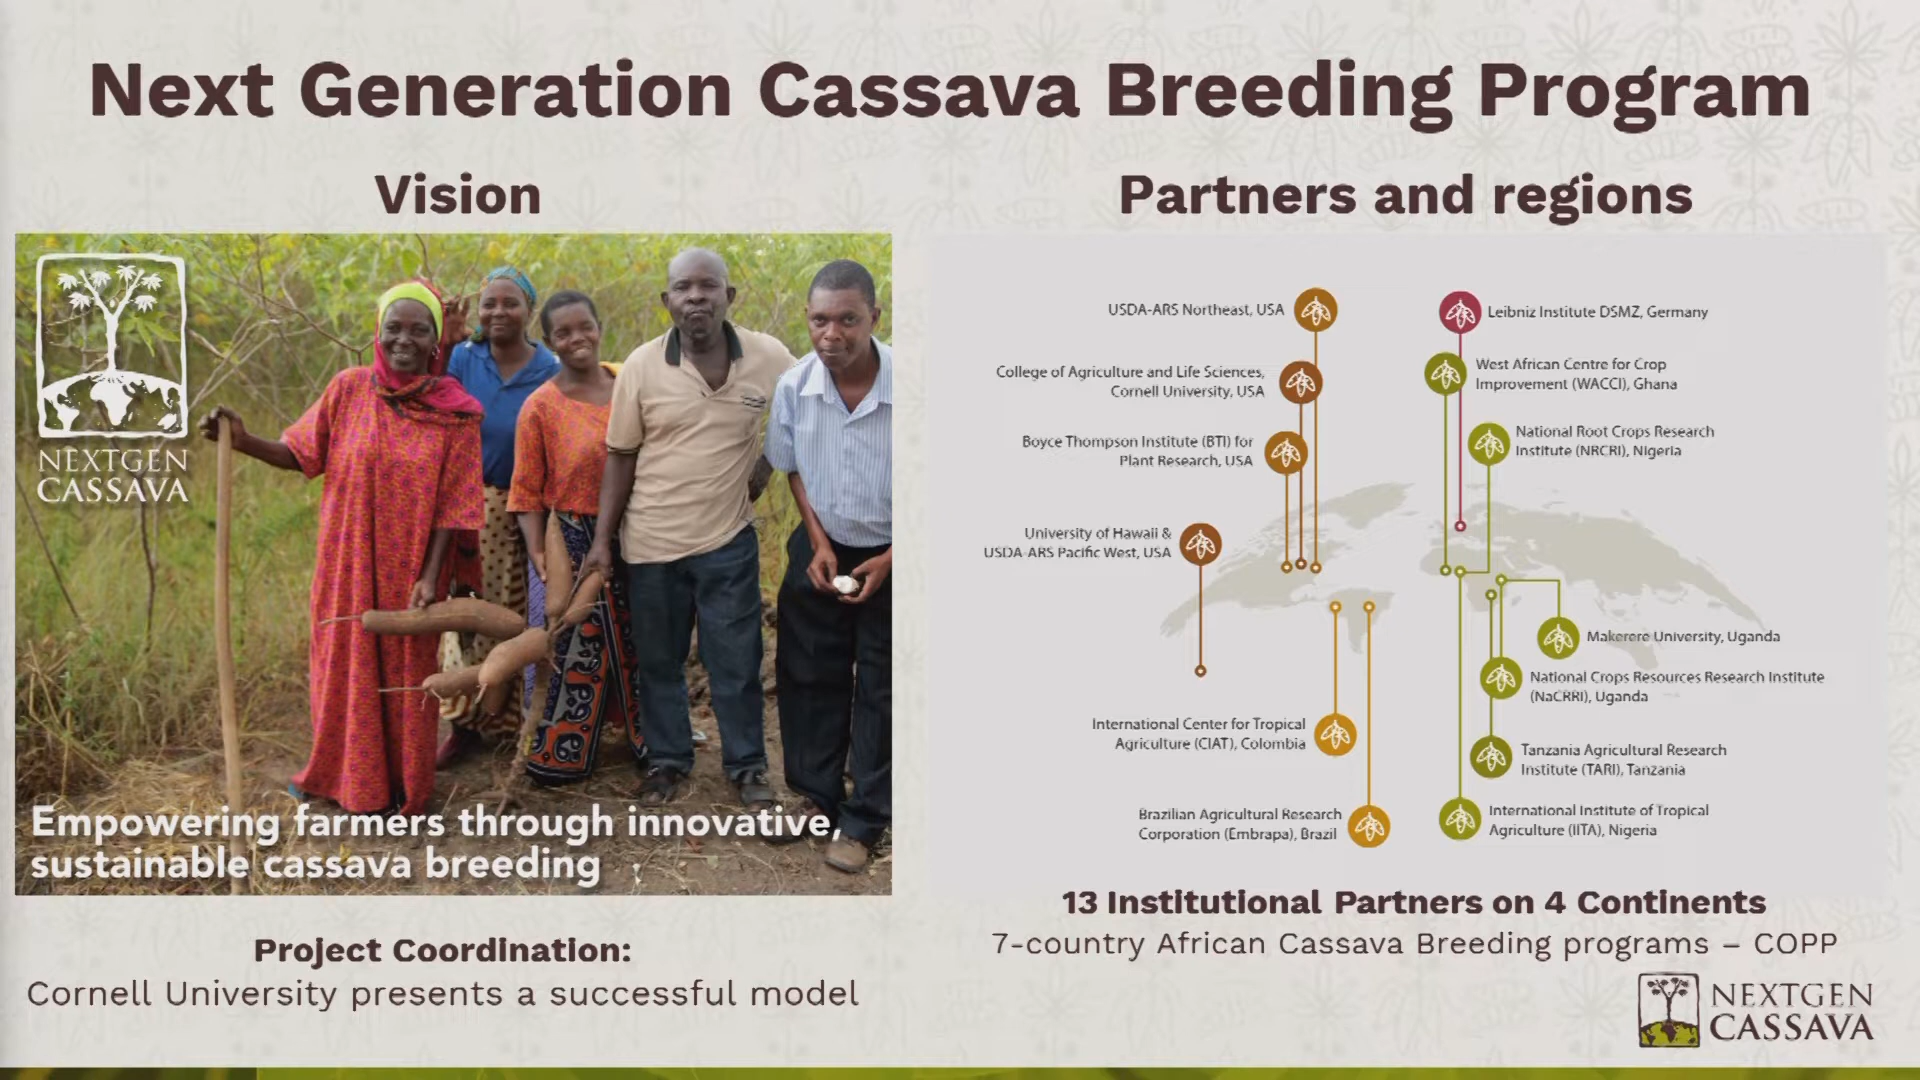 Next Generation Cassava Breeding Program
Vision
NEXTGEN
CASSAVA
Empowering farmers through innovative,
sustainable cassava breeding
Project Coordination:
Cornell University presents a successful model
Partners and regions
USDA-ARS Northeast, USA
College of Agriculture and Life Sciences,
Cornell University, USA
Boyce Thompson Institute (BTI) for
Plant Research, USA
University of Hawaii &
USDA-ARS Pacific West, USA
International Center for Tropical
Agriculture (CIAT), Colombia
Brazilian Agricultural Research
Corporation (Embrapa), Brazil
Leibniz Institute DSMZ, Germany
West African Centre for Crop
Improvement (WACCI), Ghana
National Root Crops Research
Institute (NRCRI), Nigeria
Makerere University, Uganda
National Crops Resources Research Institute
(NaCRRI), Uganda
Tanzania Agricultural Research
Institute (TARI), Tanzania
International Institute of Tropical
Agriculture (IITA), Nigeria
13 Institutional Partners on 4 Continents
7-country African Cassava Breeding programs – COPP
NEXTGEN
CASSAVA